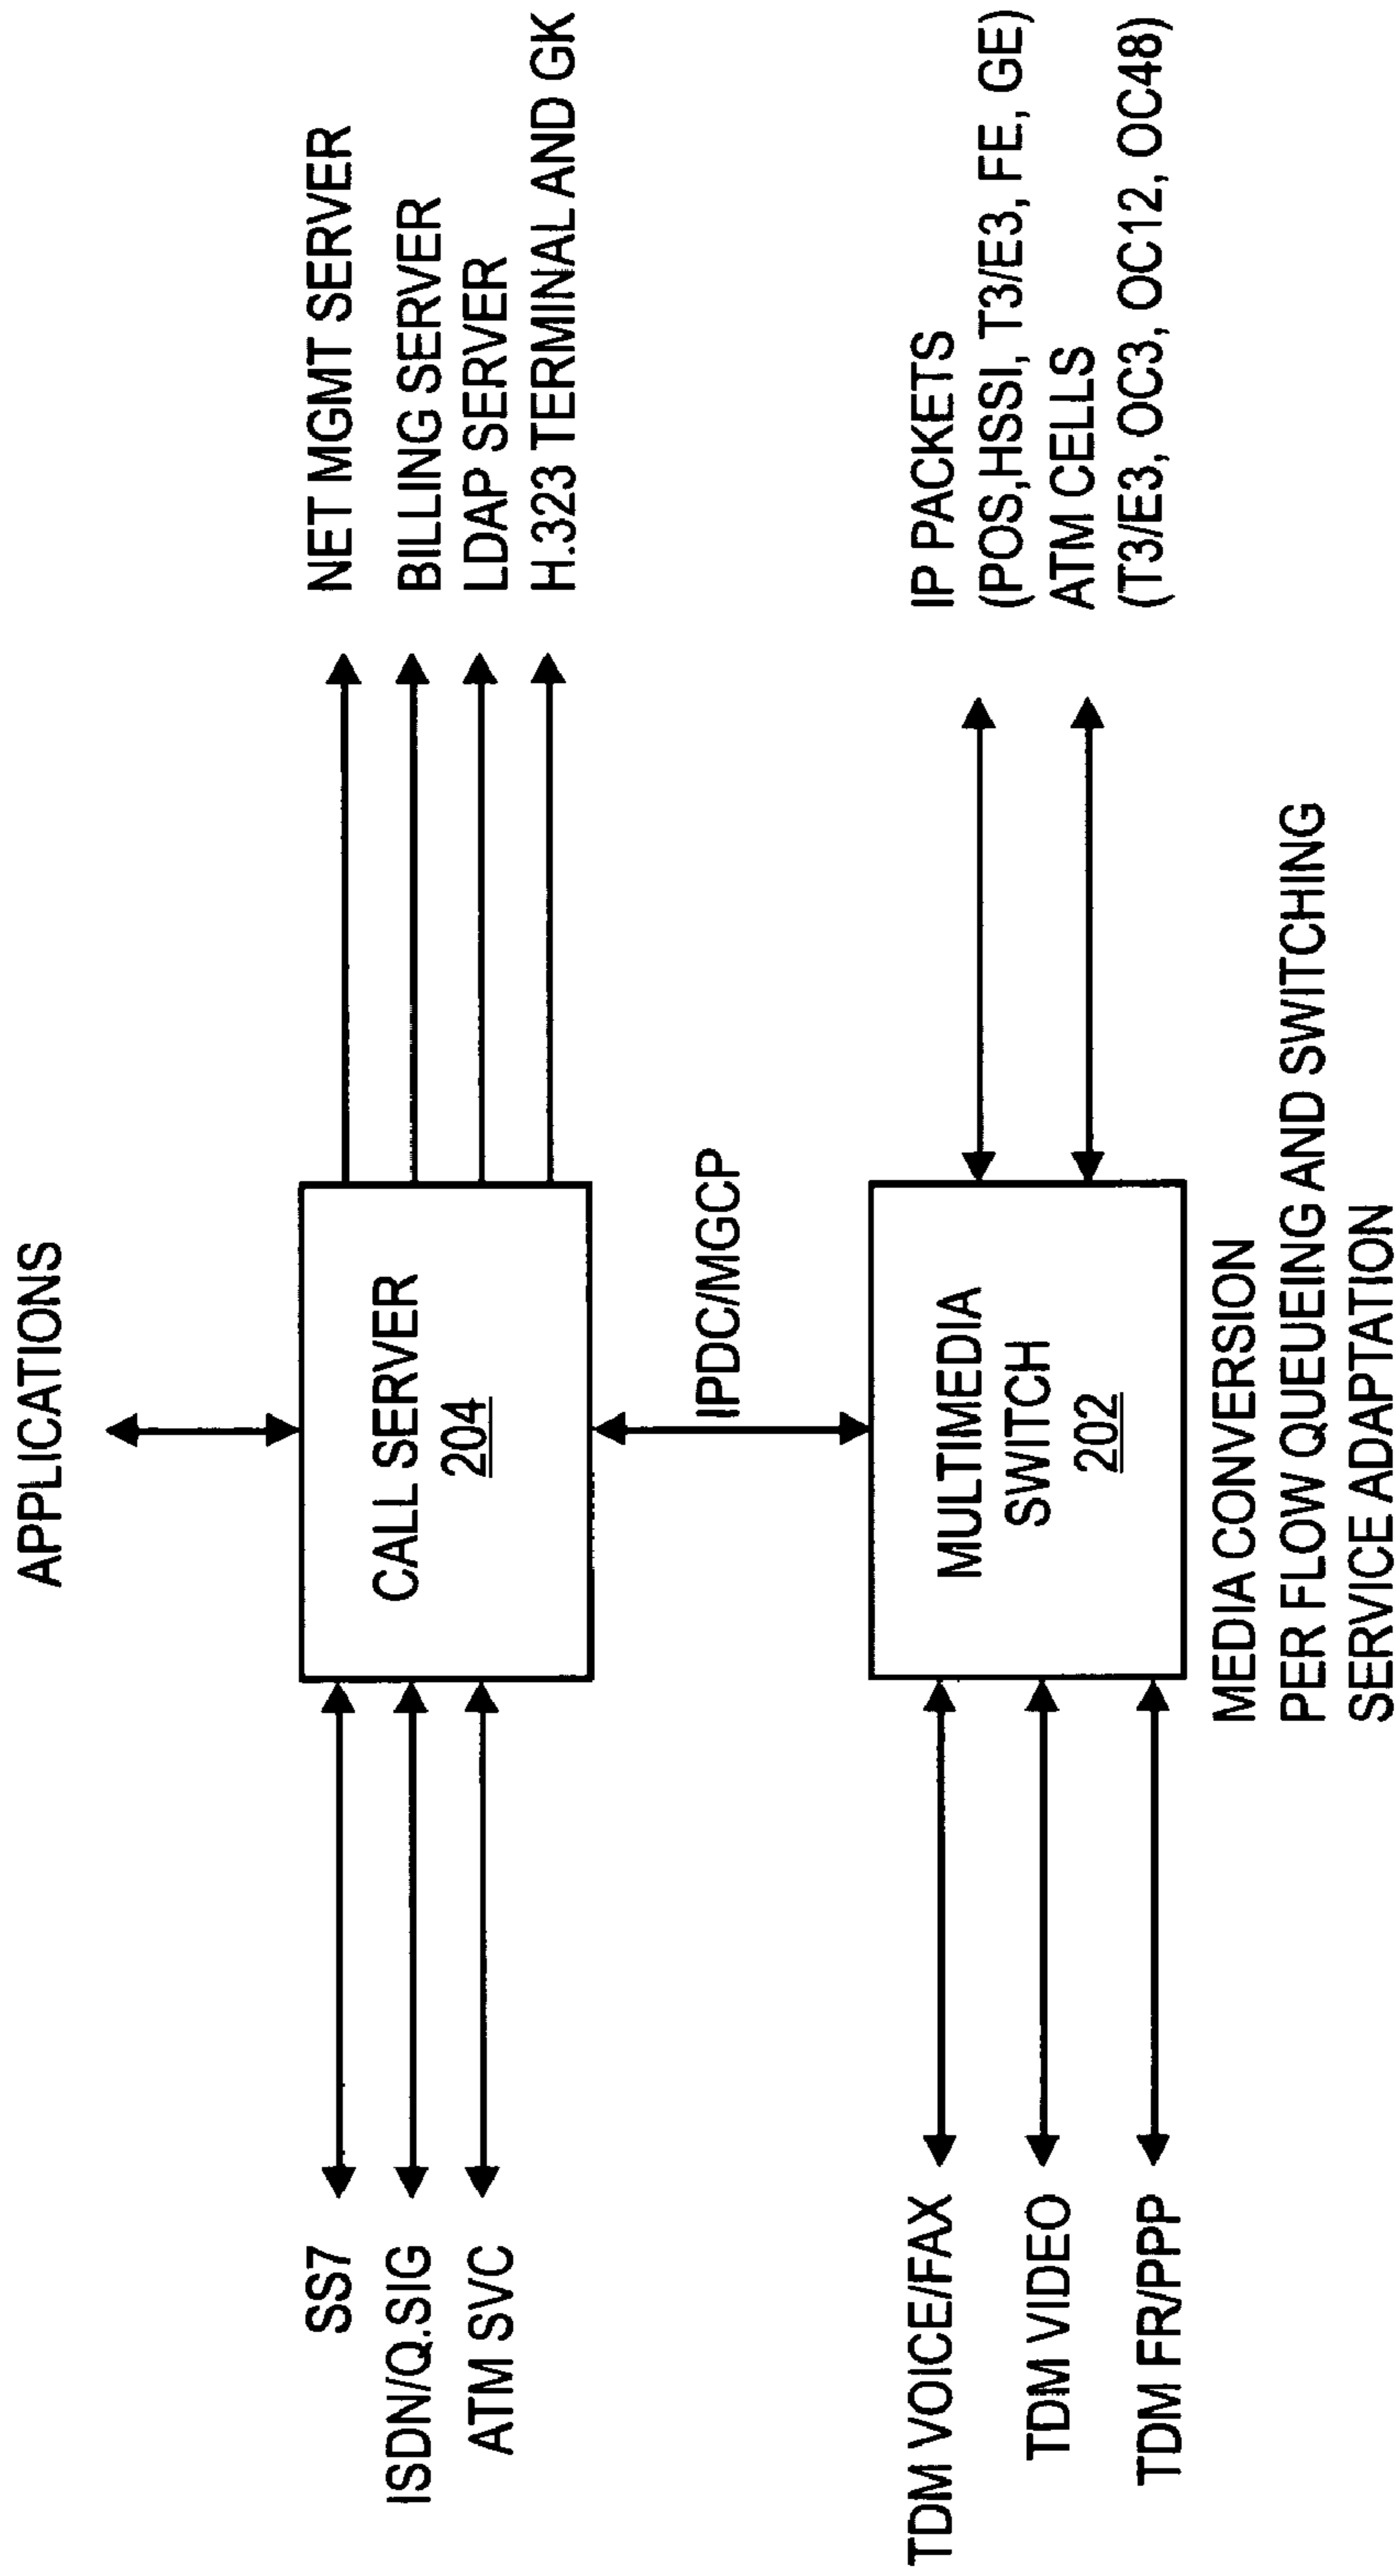 APPLICATIONS
SS7
ISDN/Q.SIG
ATM SVC
CALL SERVER
204
NET MGMT SERVER
BILLING SERVER
LDAP SERVER
H.323 TERMINAL AND GK
IPDC/MGCP
TDM VOICE/FAX
TDM VIDEO
TDM FR/PPP
MULTIMEDIA
SWITCH
202
IP PACKETS
(POS,HSSI, T3/E3, FE, GE)
ATM CELLS
(T3/E3, OC3, OC12, OC48)
MEDIA CONVERSION
PER FLOW QUEUEING AND SWITCHING
SERVICE ADAPTATION